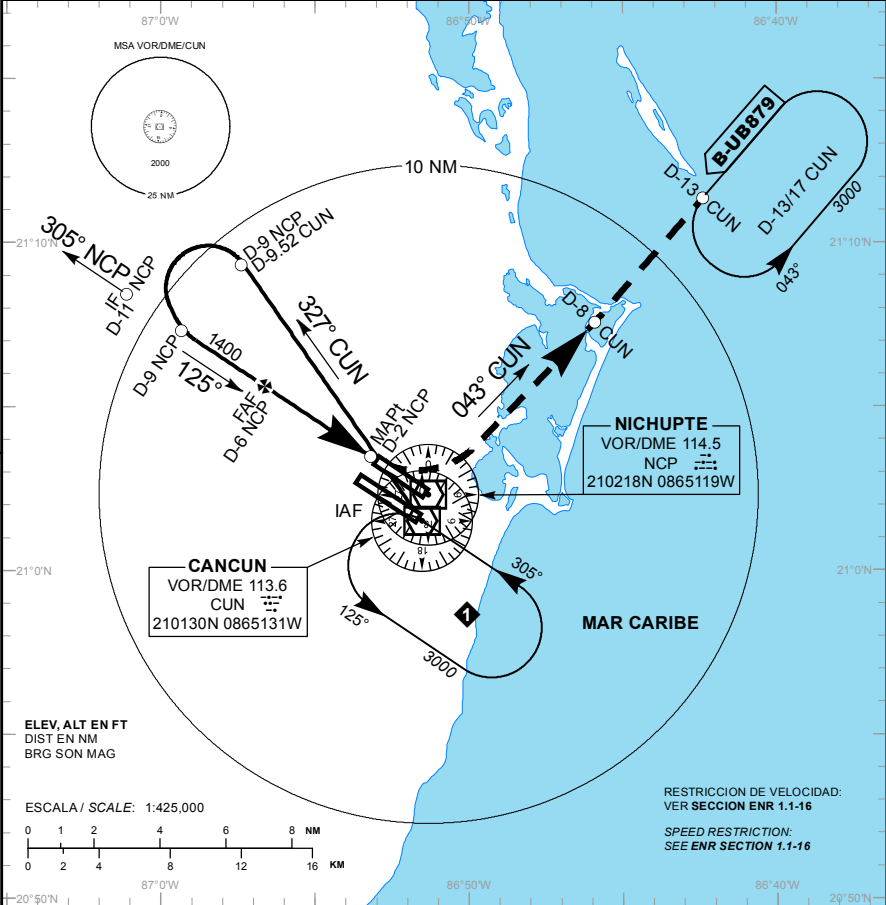 87°0'W
86°50'W
86°40'W
MSA VOR/DME/CUN
2000
25 NM
10 NM
B-UB879
D-13 CUN
D-13/17 CUN
3000
043°
21°10'N
21°10'N
305° NCP
IF
D-11 NCP
D-9 NCP
D-9.52 CUN
327° CUN
D-9 NCP
1400
125°
FAF
D-6 NCP
MAPt
D-2 NCP
043° CUN
D-8 CUN
NICHUPTE
VOR/DME 114.5
NCP
210218N 0865119W
IAF
CANCUN
VOR/DME 113.6
CUN
210130N 0865131W
18
21°0'N
21°0'N
305°
125°
3000
1
MAR CARIBE
ELEV, ALT EN FT
DIST EN NM
BRG SON MAG
ESCALA / SCALE: 1:425,000
0 1 2 4 6 8 NM
0 2 4 8 12 16 KM
RESTRICCION DE VELOCIDAD:
VER SECCION ENR 1.1-16
SPEED RESTRICTION:
SEE ENR SECTION 1.1-16
20°50'N
87°0'W
86°50'W
86°40'W
20°50'N